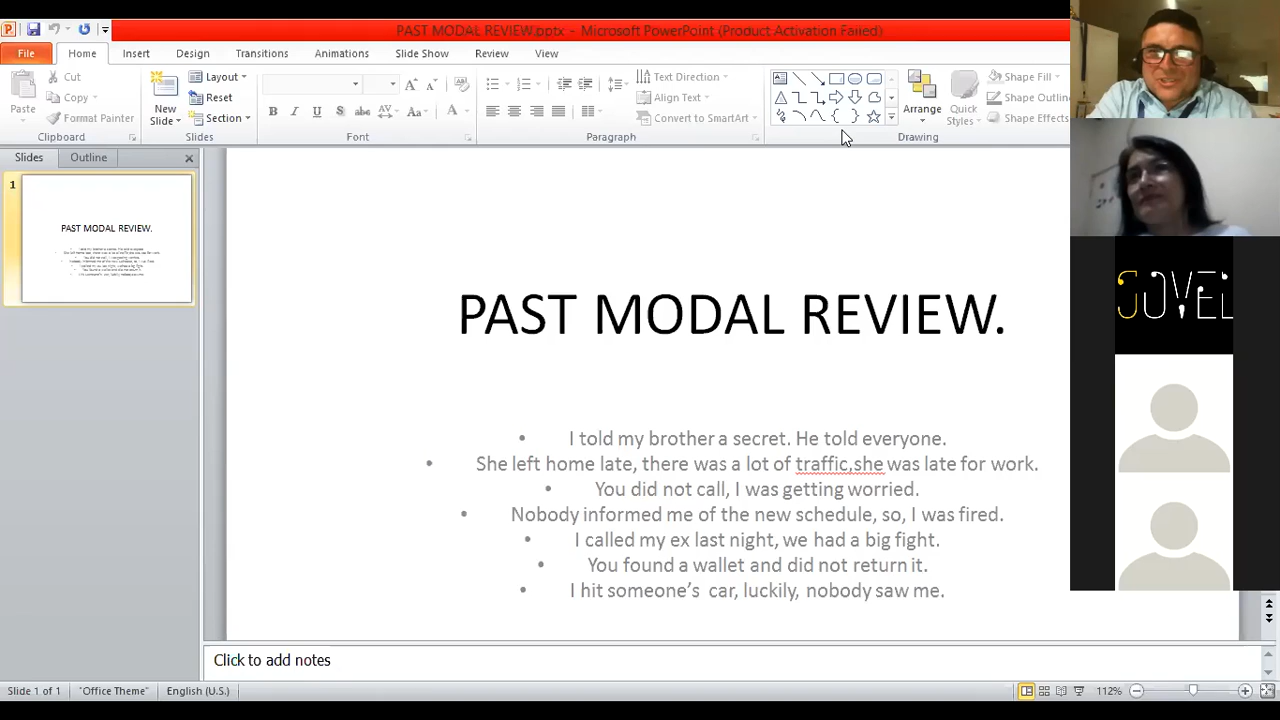 PAST MODAL REVIEW.pptx - Microsoft PowerPoint (Product Activation Failed)
File Home Insert Design Transitions Animations Slide Show Review View
Paste
Cut
Copy
Format Painter
Clipboard
New
Slide
Layout
Reset
Section
Slides
B I U S abc AV Aa A
Font
Text Direction
Align Text
Convert to SmartArt
Paragraph
Arrange
Quick
Styles
Shape Fill
Shape Outlin
Shape Effects
Drawing
Slides Outline
1
PAST MODAL REVIEW.
PAST MODAL REVIEW.
• I told my brother a secret. He told everyone.
• She left home late, there was a lot of traffic,she was late for work.
• You did not call, I was getting worried.
• Nobody informed me of the new schedule, so, I was fired.
• I called my ex last night, we had a big fight.
• You found a wallet and did not return it.
• I hit someone's car, luckily, nobody saw me.
JOVEL
Click to add notes
Slide 1 of 1 "Office Theme" English (U.S.) 112%